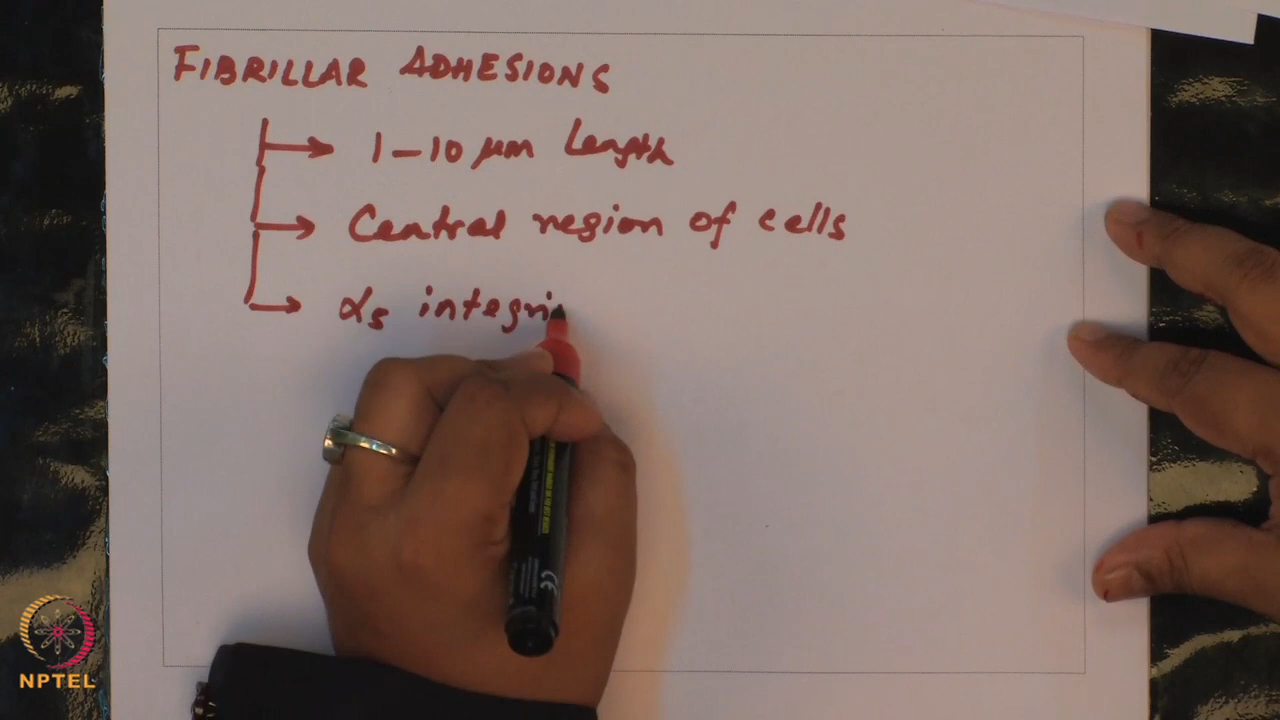 FIBRILLAR ADHESIONS
1-10 μm Length
Central region of cells
α5 integri
NPTEL